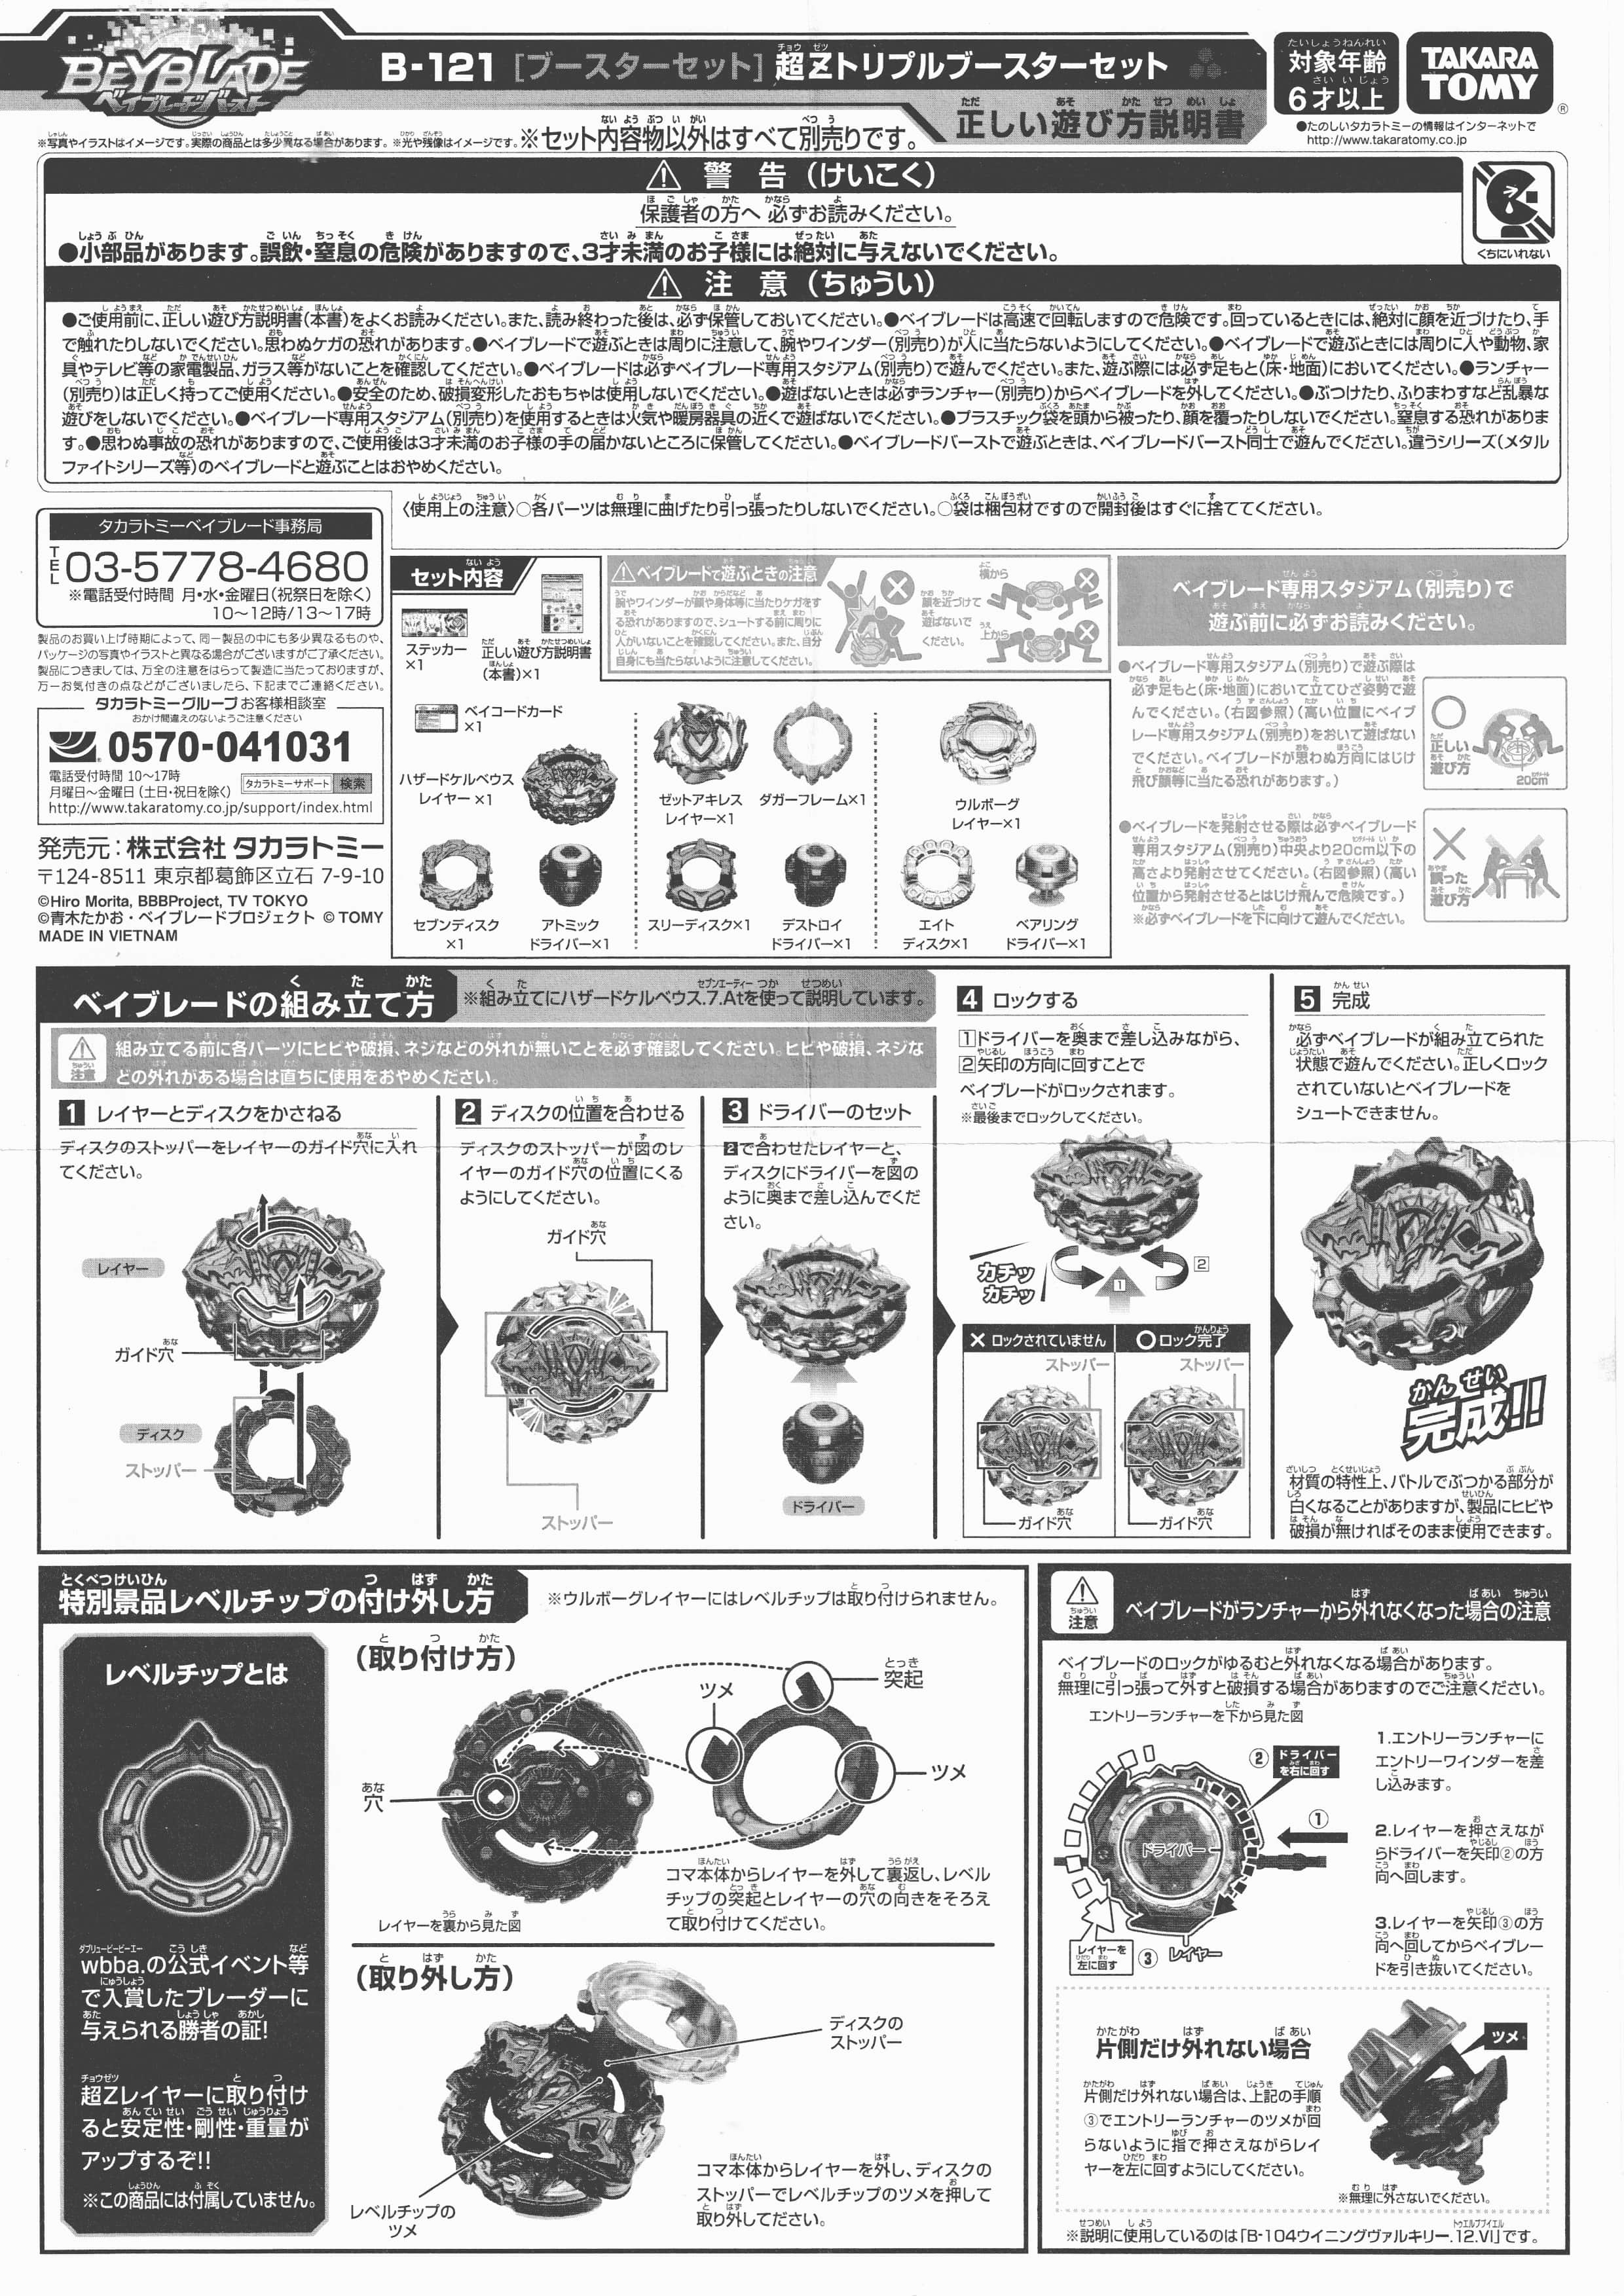 BEYBLADE
ベイブレードバースト
B-121 [ブースターセット] 超Zトリプルブースターセット
正しい遊び方説明書
対象年齢
6才以上
TAKARA
TOMY
●たのしいタカラトミーの情報はインターネットで
http://www.takaratomy.co.jp
※写真やイラストはイメージです。実際の商品とは多少異なる場合があります。※光や残像はイメージです。※セット内容物以外はすべて別売りです。
警 告 (けいこく)
保護者の方へ 必ずお読みください。
●小部品があります。誤飲・窒息の危険がありますので、3才未満のお子様には絶対に与えないでください。
くちにいれない
注 意 (ちゅうい)
●ご使用前に、正しい遊び方説明書(本書)をよくお読みください。また、読み終わった後は、必ず保管しておいてください。●ベイブレードは高速で回転しますので危険です。回っているときには、絶対に顔を近づけたり、手
で触れたりしないでください。思わぬケガの恐れがあります。●ベイブレードで遊ぶときは周りに注意して、腕やワインダー(別売り)が人に当たらないようにしてください。●ベイブレードで遊ぶときには周りに人や動物、家
具やテレビ等の家電製品、ガラス等がないことを確認してください。●ベイブレードは必ずベイブレード専用スタジアム(別売り)で遊んでください。また、遊ぶ際には必ず足もと(床・地面)においてください。●ランチャー
(別売り)は正しく持ってご使用ください。●安全のため、破損変形したおもちゃは使用しないでください。●遊ばないときは必ずランチャー(別売り)からベイブレードを外してください。●ぶつけたり、ふりまわすなど乱暴な
遊びをしないでください。●ベイブレード専用スタジアム(別売り)を使用するときは火気や暖房器具の近くで遊ばないでください。●プラスチック袋を頭から被ったり、顔を覆ったりしないでください。窒息する恐れがありま
す。●思わぬ事故の恐れがありますので、ご使用後は3才未満のお子様の手の届かないところに保管してください。●ベイブレードバーストで遊ぶときは、ベイブレードバースト同士で遊んでください。違うシリーズ(メタル
ファイトシリーズ等)のベイブレードと遊ぶことはおやめください。
〈使用上の注意〉○各パーツは無理に曲げたり引っ張ったりしないでください。○袋は梱包材ですので開封後はすぐに捨ててください。
タカラトミーベイブレード事務局
TEL 03-5778-4680
※電話受付時間 月・水・金曜日(祝祭日を除く)
10～12時/13～17時
製品のお買い上げ時期によって、同一製品の中にも多少異なるものや、
パッケージの写真やイラストと異なる場合がございますがご了承ください。
製品につきましては、万全の注意をはらって製造に当たっておりますが、
万一お気付きの点などがございましたら、下記までご連絡ください。
タカラトミーグループ お客様相談室
おかけ間違えのないようご注意ください
0570-041031
電話受付時間 10～17時
月曜日～金曜日 (土日・祝日を除く)
タカラトミーサポート 検索
http://www.takaratomy.co.jp/support/index.html
発売元:株式会社 タカラトミー
〒124-8511 東京都葛飾区立石 7-9-10
©Hiro Morita, BBBProject, TV TOKYO
©青木たかお・ベイブレードプロジェクト © TOMY
MADE IN VIETNAM
セット内容
ステッカー
×1
正しい遊び方説明書
(本書)×1
ベイコードカード
×1
ハザードケルベウス
レイヤー ×1
セブンディスク
×1
アトミック
ドライバー×1
ゼットアキレス
レイヤー×1
ダガーフレーム×1
スリーディスク×1
デストロイ
ドライバー×1
ウルボーグ
レイヤー×1
エイト
ディスク×1
ベアリング
ドライバー×1
ベイブレードで遊ぶときの注意
腕やワインダーが顔や身体等に当たりケガをす
る恐れがありますので、シュートする前に周りに
人がいないことを確認してください。また、自分
自身にも当たらないように注意してください。
顔を近づけて
遊ばないで
ください。
横から
上から
ベイブレード専用スタジアム(別売り)で
遊ぶ前に必ずお読みください。
●ベイブレード専用スタジアム(別売り)で遊ぶ際は
必ず足もと(床・地面)において立てひざ姿勢で遊
んでください。(右図参照)(高い位置にベイブ
レード専用スタジアム(別売り)をおいて遊ばない
でください。ベイブレードが思わぬ方向にはじけ
飛び顔等に当たる恐れがあります。)
正しい
遊び方
20cm
●ベイブレードを発射させる際は必ずベイブレード
専用スタジアム(別売り)中央より20cm以下の
高さより発射させてください。(右図参照)(高い
位置から発射させるとはじけ飛んで危険です。)
※必ずベイブレードを下に向けて遊んでください。
誤った
遊び方
ベイブレードの組み立て方
※組み立てにハザードケルベウス.7.Atを使って説明しています。
注意
組み立てる前に各パーツにヒビや破損、ネジなどの外れが無いことを必ず確認してください。ヒビや破損、ネジな
どの外れがある場合は直ちに使用をおやめください。
1 レイヤーとディスクをかさねる
ディスクのストッパーをレイヤーのガイド穴に入れ
てください。
レイヤー
ガイド穴
ディスク
ストッパー
2 ディスクの位置を合わせる
ディスクのストッパーが図のレ
イヤーのガイド穴の位置にくる
ようにしてください。
ガイド穴
ストッパー
3 ドライバーのセット
2で合わせたレイヤーと、
ディスクにドライバーを図の
ように奥まで差し込んでくだ
さい。
ドライバー
4 ロックする
1ドライバーを奥まで差し込みながら、
2矢印の方向に回すことで
ベイブレードがロックされます。
※最後までロックしてください。
カチッ
カチッ
1
2
✕ ロックされていません
○ロック完了
ストッパー
ストッパー
ガイド穴
ガイド穴
5 完成
必ずベイブレードが組み立てられた
状態で遊んでください。正しくロック
されていないとベイブレードを
シュートできません。
かんせい
完成!!
材質の特性上、バトルでぶつかる部分が
白くなることがありますが、製品にヒビや
破損が無ければそのまま使用できます。
特別景品レベルチップの付け外し方
※ウルボーグレイヤーにはレベルチップは取り付けられません。
レベルチップとは
wbba.の公式イベント等
で入賞したブレーダーに
与えられる勝者の証!
超Zレイヤーに取り付け
ると安定性・剛性・重量が
アップするぞ!!
※この商品には付属していません。
(取り付け方)
突起
ツメ
ツメ
穴
レイヤーを裏から見た図
コマ本体からレイヤーを外して裏返し、レベル
チップの突起とレイヤーの穴の向きをそろえ
て取り付けてください。
(取り外し方)
ディスクの
ストッパー
レベルチップの
ツメ
コマ本体からレイヤーを外し、ディスクの
ストッパーでレベルチップのツメを押して
取り外してださい。
注意
ベイブレードがランチャーから外れなくなった場合の注意
ベイブレードのロックがゆるむと外れなくなる場合があります。
無理に引っ張って外すと破損する場合がありますのでご注意ください。
エントリーランチャーを下から見た図
② ドライバー
を右に回す
①
ドライバー
レイヤーを
左に回す
③ レイヤー
1.エントリーランチャーに
エントリーワインダーを差
し込みます。
2.レイヤーを押さえなが
らドライバーを矢印②の方
向へ回します。
3.レイヤーを矢印③の方
向へ回してからベイブレー
ドを引き抜いてください。
片側だけ外れない場合
片側だけ外れない場合は、上記の手順
③でエントリーランチャーのツメが回
らないように指で押さえながらレイ
ヤーを左に回すようにしてください。
ツメ
※無理に外さないでください。
※説明に使用しているのは「B-104ウイニングヴァルキリー.12.Vl」です。